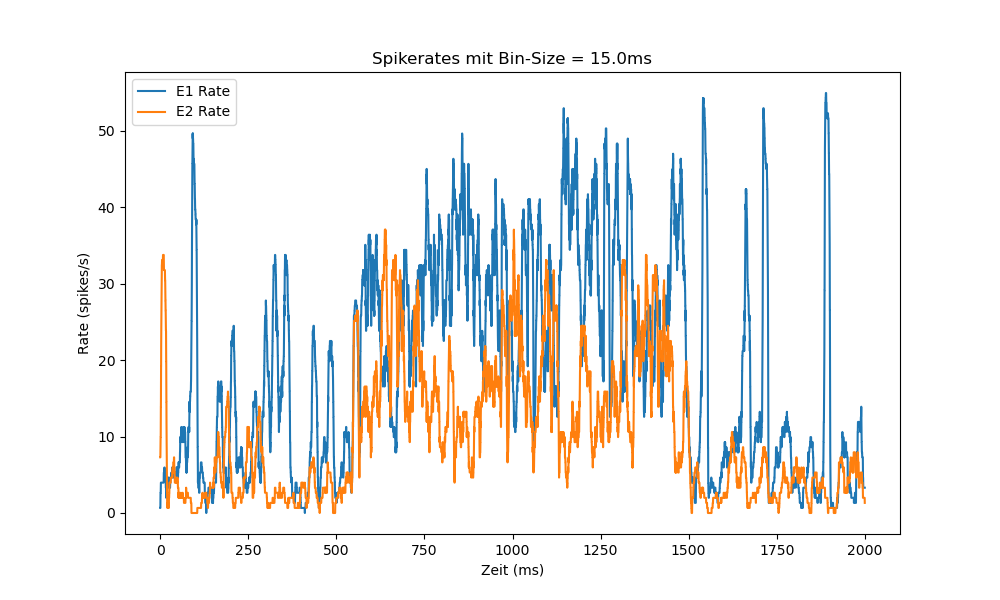 Spikerates mit Bin-Size = 15.0ms
E1 Rate
E2 Rate
50
40
30
20
10
0
Rate (spikes/s)
0 250 500 750 1000 1250 1500 1750 2000
Zeit (ms)